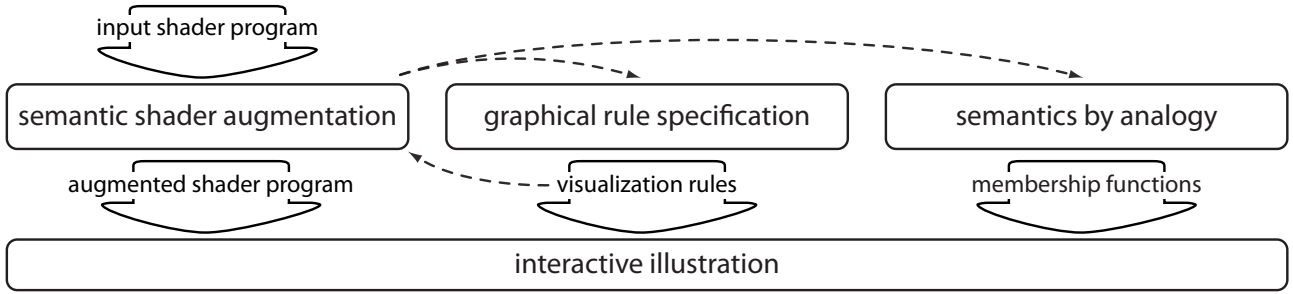 input shader program
semantic shader augmentation
graphical rule specification
semantics by analogy
augmented shader program
visualization rules
membership functions
interactive illustration